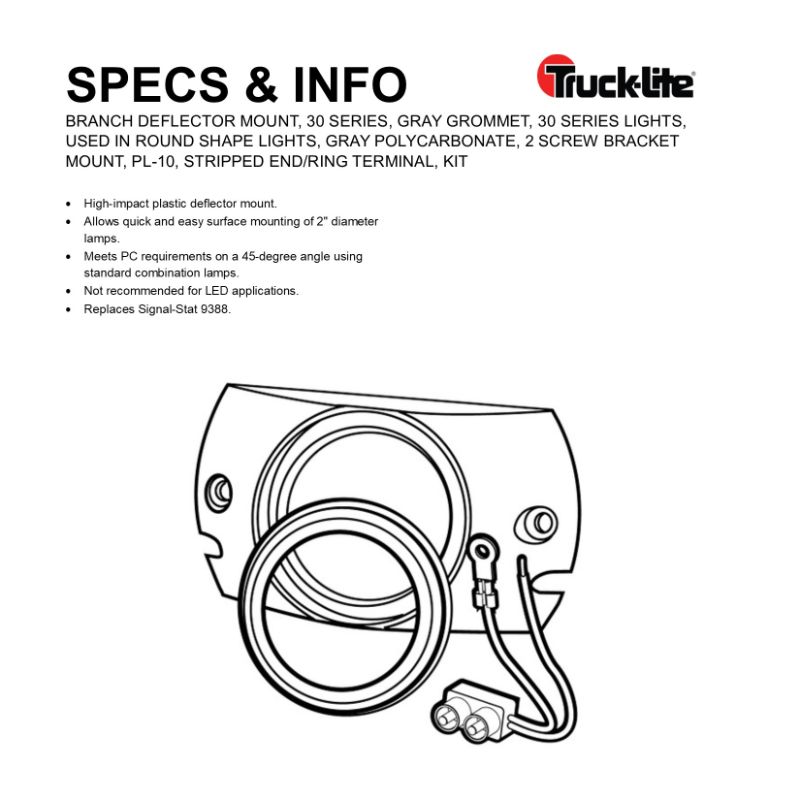 SPECS & INFO
Truck-Lite®
BRANCH DEFLECTOR MOUNT, 30 SERIES, GRAY GROMMET, 30 SERIES LIGHTS,
USED IN ROUND SHAPE LIGHTS, GRAY POLYCARBONATE, 2 SCREW BRACKET
MOUNT, PL-10, STRIPPED END/RING TERMINAL, KIT
• High-impact plastic deflector mount.
• Allows quick and easy surface mounting of 2" diameter
lamps.
• Meets PC requirements on a 45-degree angle using
standard combination lamps.
• Not recommended for LED applications.
• Replaces Signal-Stat 9388.